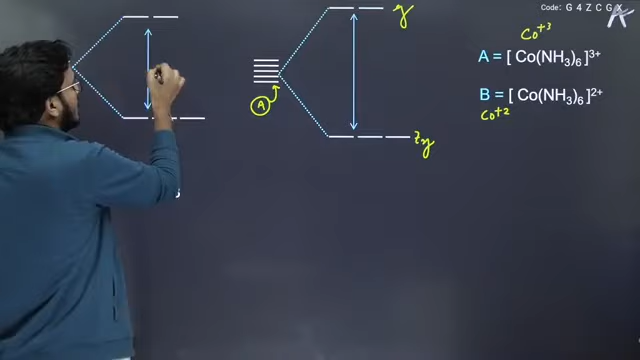 Code: G 4 Z C G X
Co+3
A = [ Co(NH3)6]3+
B = [ Co(NH3)6]2+
Co+2
A